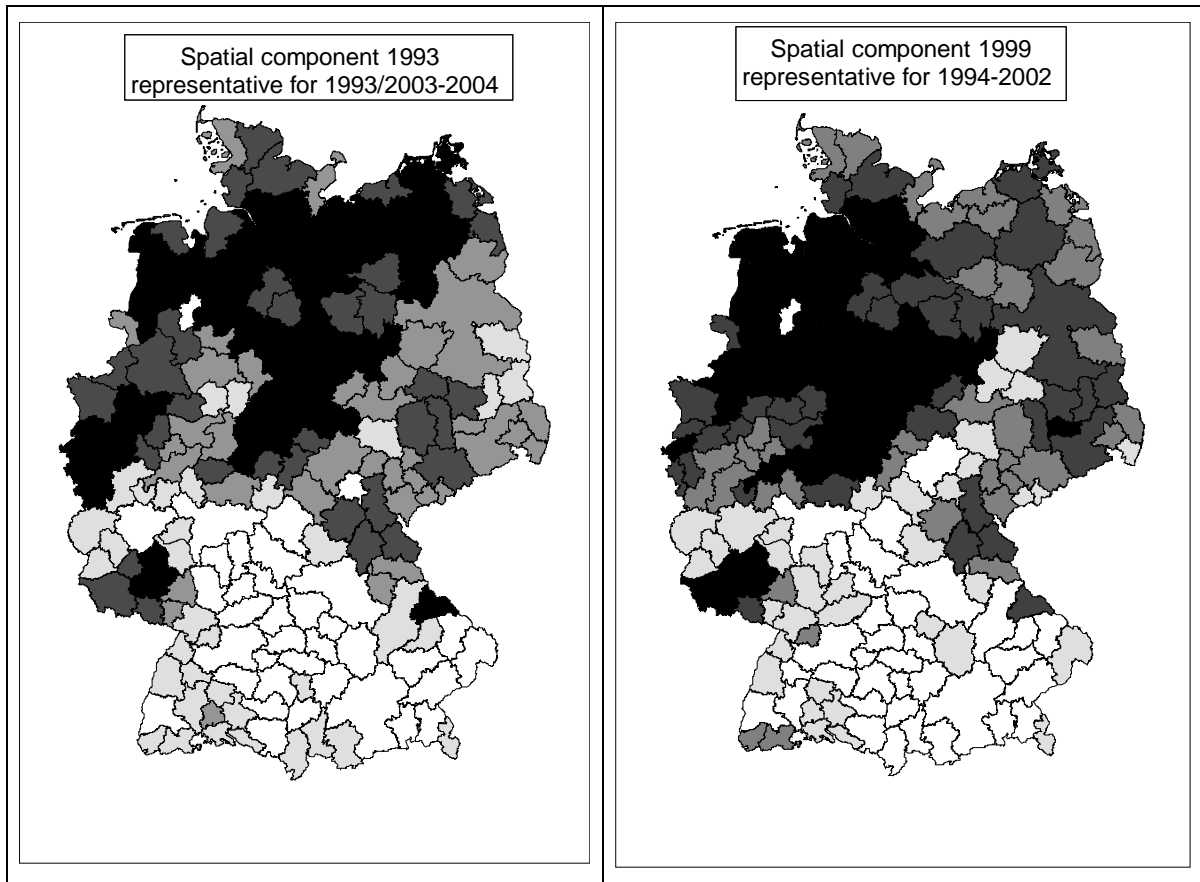 Spatial component 1993
representative for 1993/2003-2004
Spatial component 1999
representative for 1994-2002